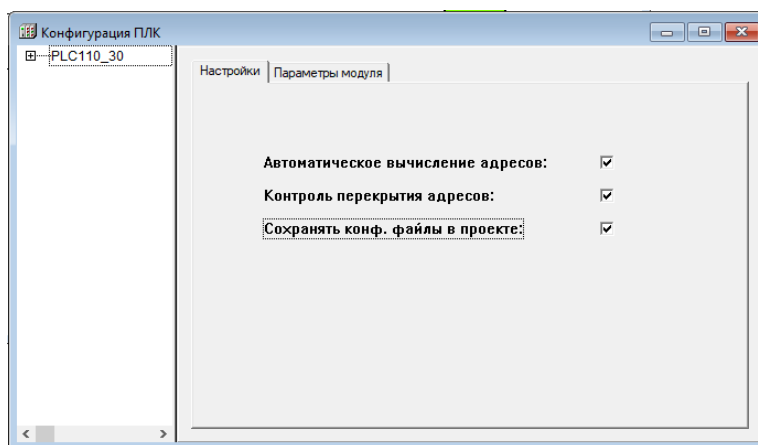 Конфигурация ПЛК
PLC110_30
Настройки
Параметры модуля
Автоматическое вычисление адресов:
Контроль перекрытия адресов:
Сохранять конф. файлы в проекте: